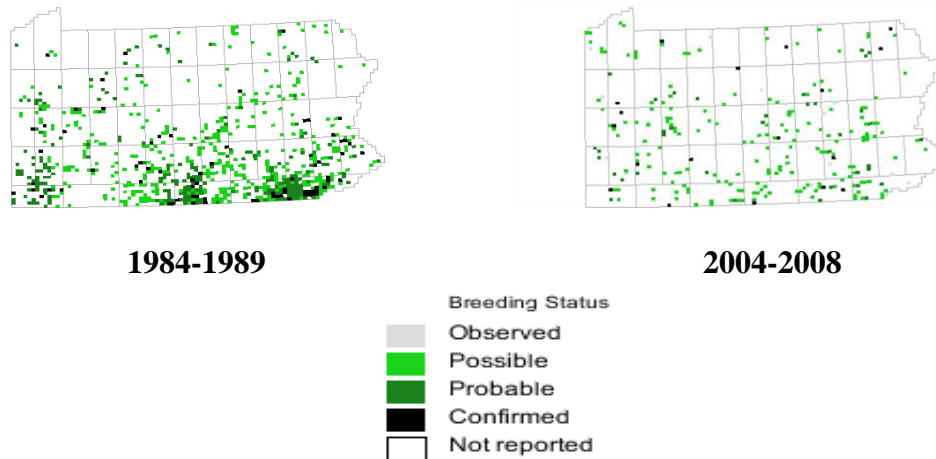 1984-1989
2004-2008
Breeding Status
Observed
Possible
Probable
Confirmed
Not reported